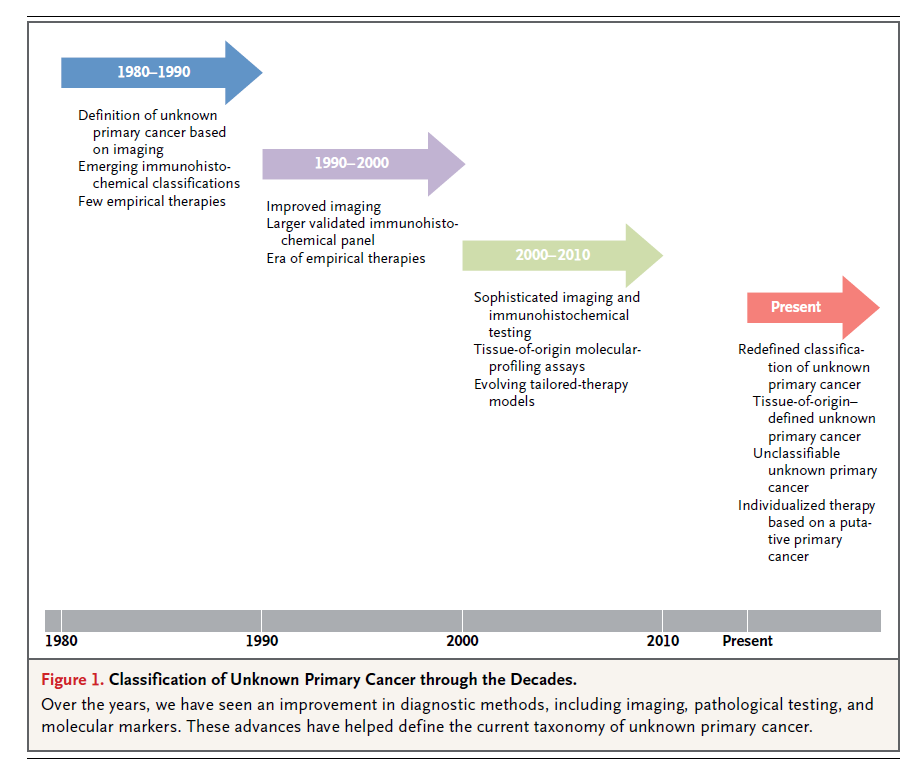 1980–1990
Definition of unknown
primary cancer based
on imaging
Emerging immunohisto-
chemical classifications
Few empirical therapies
1990–2000
Improved imaging
Larger validated immunohisto-
chemical panel
Era of empirical therapies
2000–2010
Sophisticated imaging and
immunohistochemical
testing
Tissue-of-origin molecular-
profiling assays
Evolving tailored-therapy
models
Present
Redefined classifica-
tion of unknown
primary cancer
Tissue-of-origin–
defined unknown
primary cancer
Unclassifiable
unknown primary
cancer
Individualized therapy
based on a puta-
tive primary
cancer
1980 1990 2000 2010 Present
Figure 1. Classification of Unknown Primary Cancer through the Decades.
Over the years, we have seen an improvement in diagnostic methods, including imaging, pathological testing, and
molecular markers. These advances have helped define the current taxonomy of unknown primary cancer.